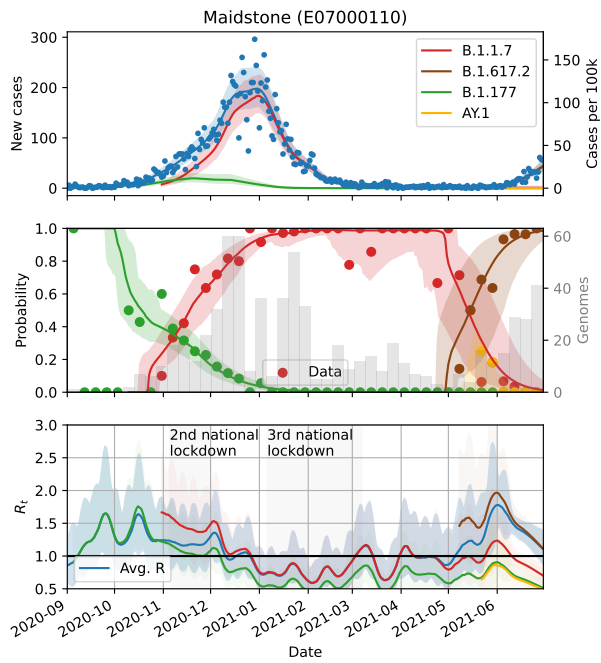 Maidstone (E07000110)
300
200
100
0
New cases
150
100
50
0
Cases per 100k
B.1.1.7
B.1.617.2
B.1.177
AY.1
1.0
0.8
0.6
0.4
0.2
0.0
Probability
60
40
20
0
Genomes
Data
3.0
2.5
2.0
1.5
1.0
0.5
Rt
2nd national
lockdown
3rd national
lockdown
Avg. R
2020-09
2020-10
2020-11
2020-12
2021-01
2021-02
2021-03
2021-04
2021-05
2021-06
Date